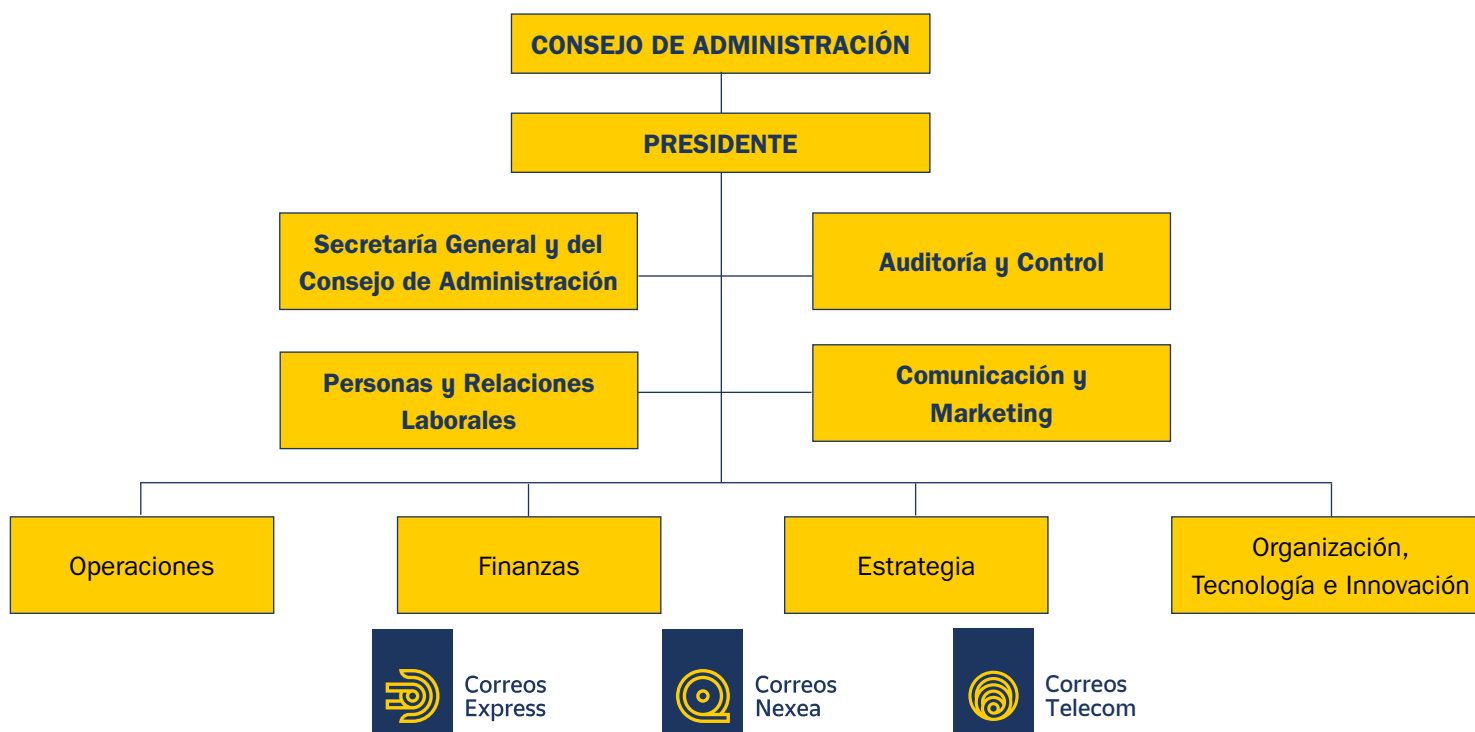 CONSEJO DE ADMINISTRACIÓN
PRESIDENTE
Secretaría General y del
Consejo de Administración
Auditoría y Control
Personas y Relaciones
Laborales
Comunicación y
Marketing
Operaciones
Finanzas
Estrategia
Organización,
Tecnología e Innovación
Correos
Express
Correos
Nexea
Correos
Telecom